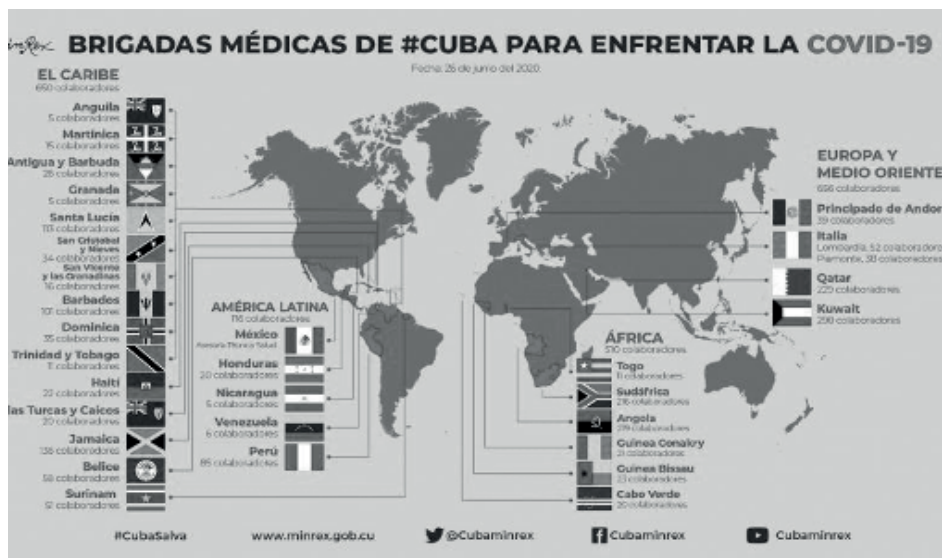 BRIGADAS MÉDICAS DE #CUBA PARA ENFRENTAR LA COVID-19
Fecha: 26 de junio del 2020
EL CARIBE
colaboradores
Anguila
5 colaboradores
Martinica
15 colaboradores
Antigua y Barbuda
26 colaboradores
Granada
5 colaboradores
Santa Lucía
113 colaboradores
San Cristobal
y Nieves
34 colaboradores
San Vicente
y las Granadinas
16 colaboradores
Barbados
101 colaboradores
Dominica
35 colaboradores
Trinidad y Tobago
11 colaboradores
Haití
22 colaboradores
las Turcas y Caicos
20 colaboradores
Jamaica
138 colaboradores
Belice
58 colaboradores
Surinam
51 colaboradores
AMÉRICA LATINA
116 colaboradores
México
Asesoría Técnica Salud
Honduras
20 colaboradores
Nicaragua
5 colaboradores
Venezuela
6 colaboradores
Perú
85 colaboradores
EUROPA Y
MEDIO ORIENTE
colaboradores
Principado de Andor
39 colaboradores
Italia
Lombardía, 52 colaborador
Piamonte, 38 colaboradores
Qatar
229 colaboradores
Kuwait
298 colaboradores
ÁFRICA
510 colaboradores
Togo
11 colaboradores
Sudáfrica
216 colaboradores
Angola
219 colaboradores
Guinea Conakry
21 colaboradores
Guinea Bissau
23 colaboradores
Cabo Verde
20 colaboradores
#CubaSalva
www.minrex.gob.cu
@Cubaminrex
Cubaminrex
Cubaminrex